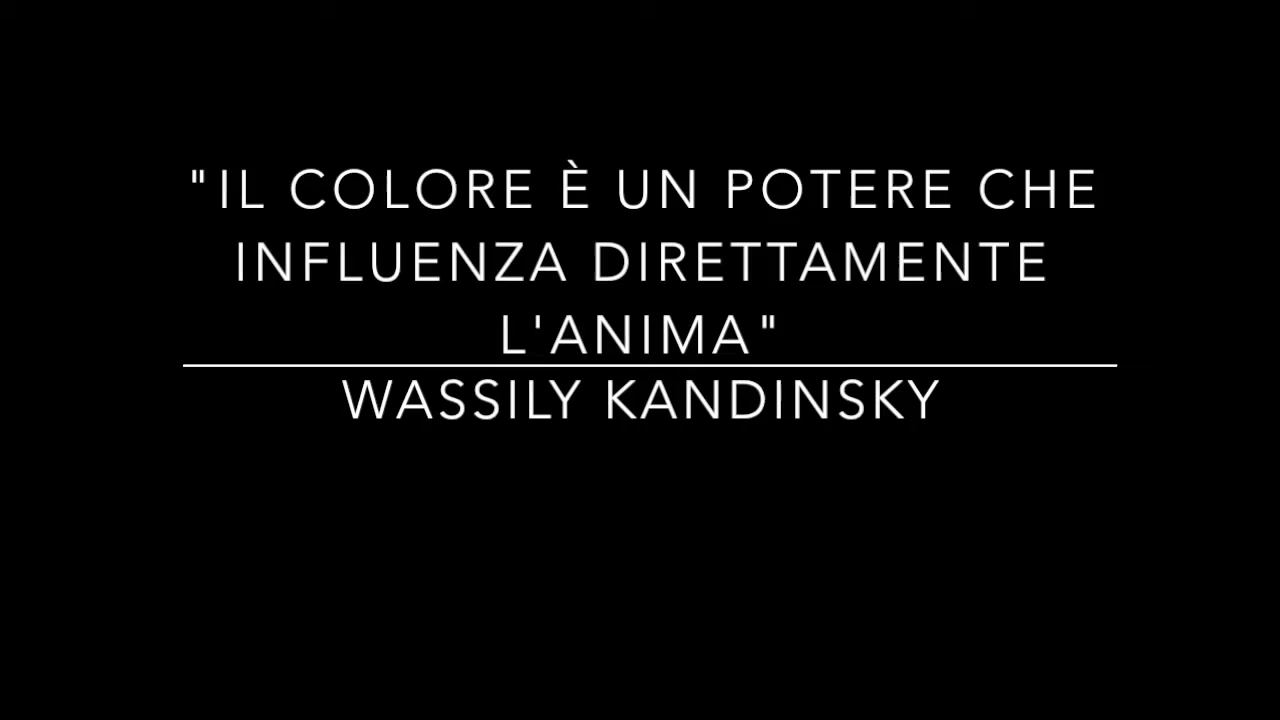 "IL COLORE È UN POTERE CHE
INFLUENZA DIRETTAMENTE
L'ANIMA"
WASSILY KANDINSKY